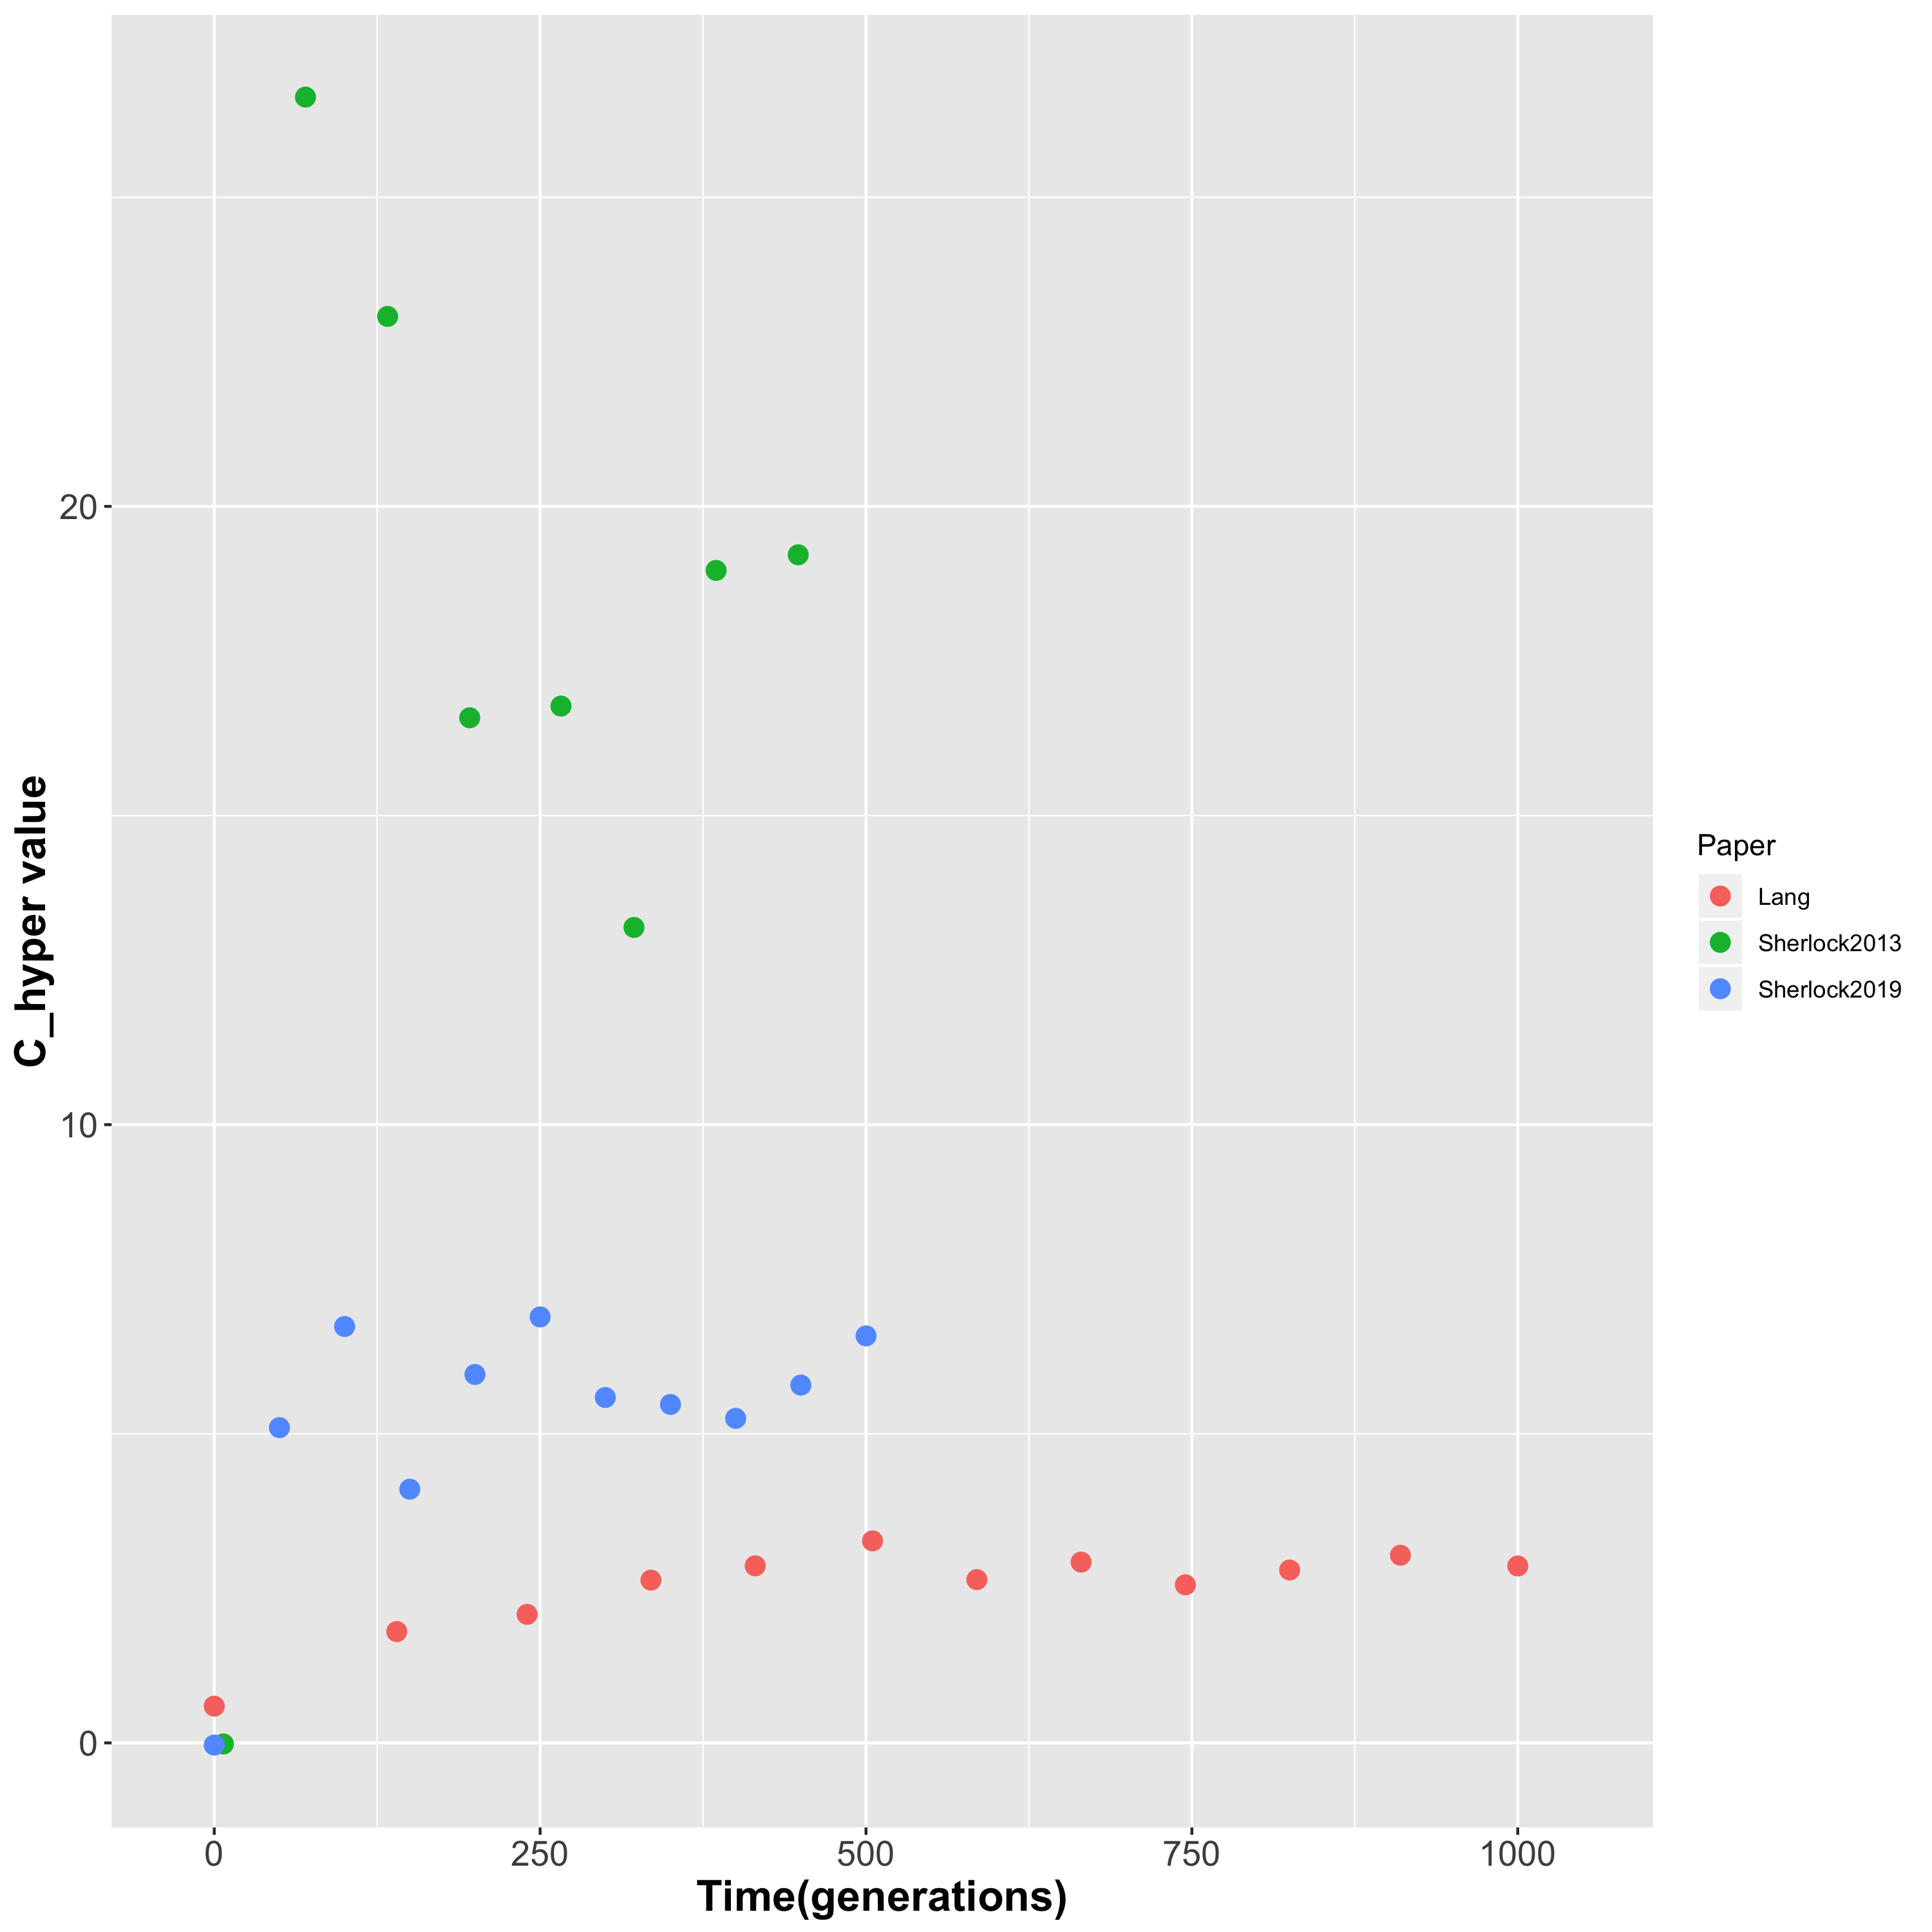 C_hyper value
20
10
0
0 250 500 750 1000
Time(generations)
Paper
Lang
Sherlock2013
Sherlock2019